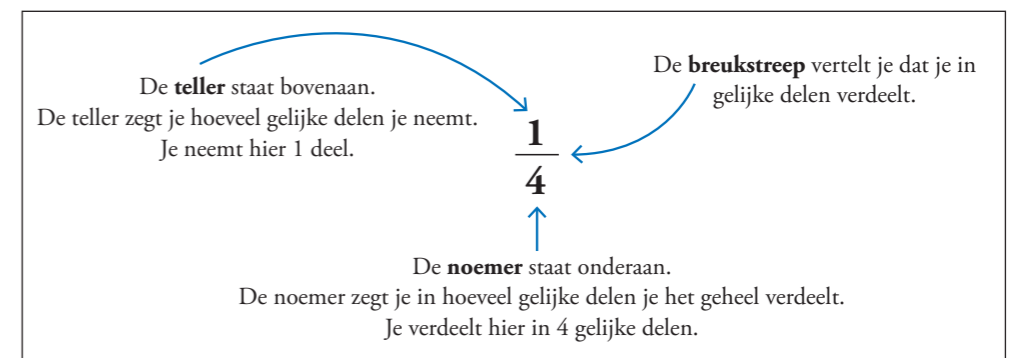 De teller staat bovenaan.
De teller zegt je hoeveel gelijke delen je neemt.
Je neemt hier 1 deel.
De breukstreep vertelt je dat je in
gelijke delen verdeelt.
1
4
De noemer staat onderaan.
De noemer zegt je in hoeveel gelijke delen je het geheel verdeelt.
Je verdeelt hier in 4 gelijke delen.